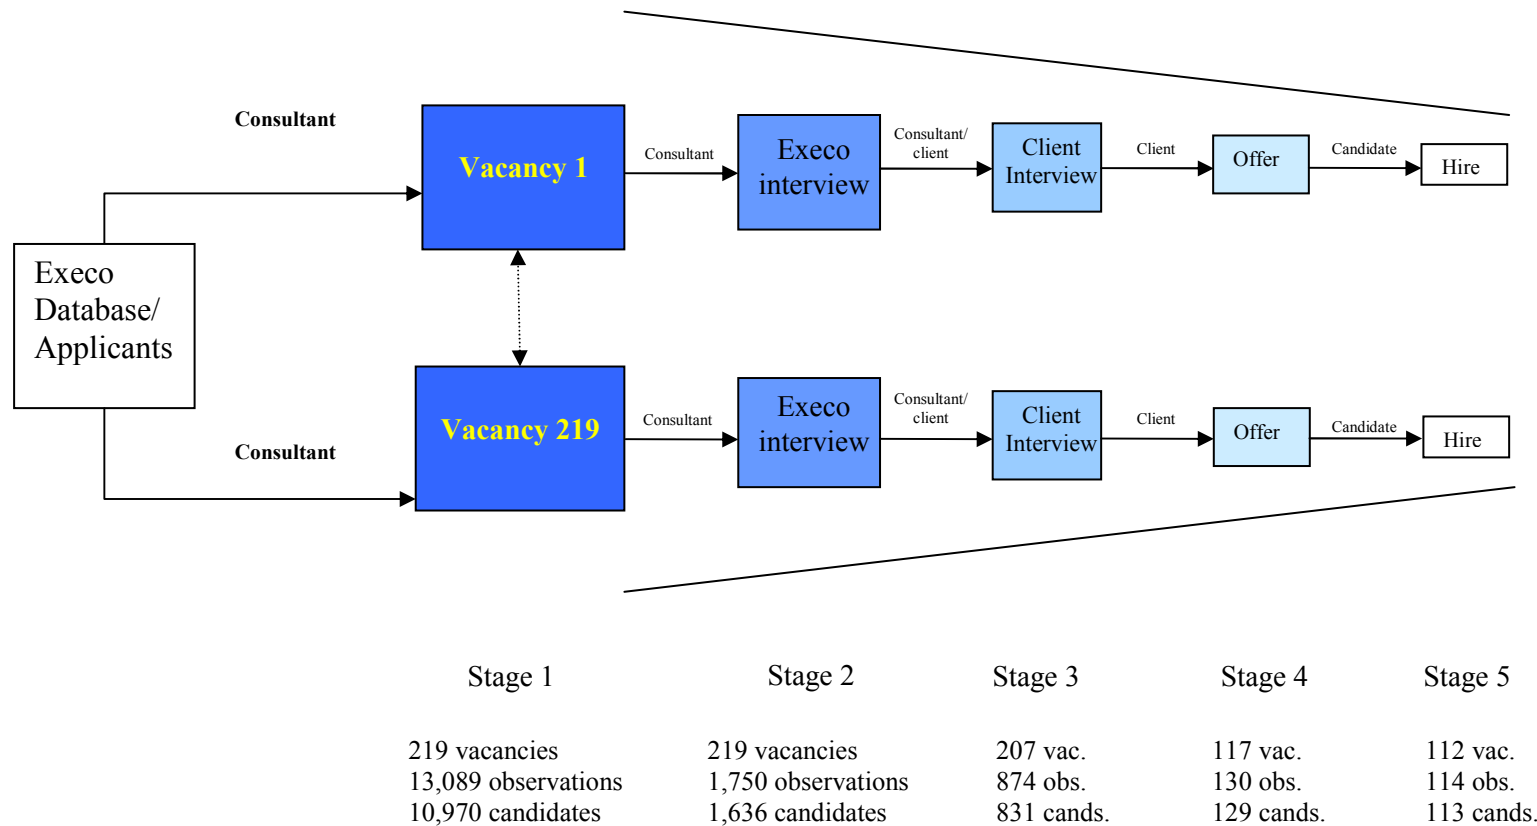 Consultant
Vacancy 1
Consultant
Execo
interview
Consultant/
client
Client
Interview
Client
Offer
Candidate
Hire
Execo
Database/
Applicants
Consultant
Vacancy 219
Consultant
Execo
interview
Consultant/
client
Client
Interview
Client
Offer
Candidate
Hire
Stage 1
Stage 2
Stage 3
Stage 4
Stage 5
219 vacancies
13,089 observations
10,970 candidates
219 vacancies
1,750 observations
1,636 candidates
207 vac.
874 obs.
831 cands.
117 vac.
130 obs.
129 cands.
112 vac.
114 obs.
113 cands.